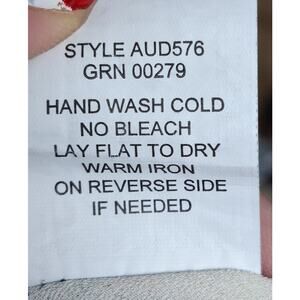 STYLE AUD576
GRN 00279
HAND WASH COLD
NO BLEACH
LAY FLAT TO DRY
WARM IRON
ON REVERSE SIDE
IF NEEDED